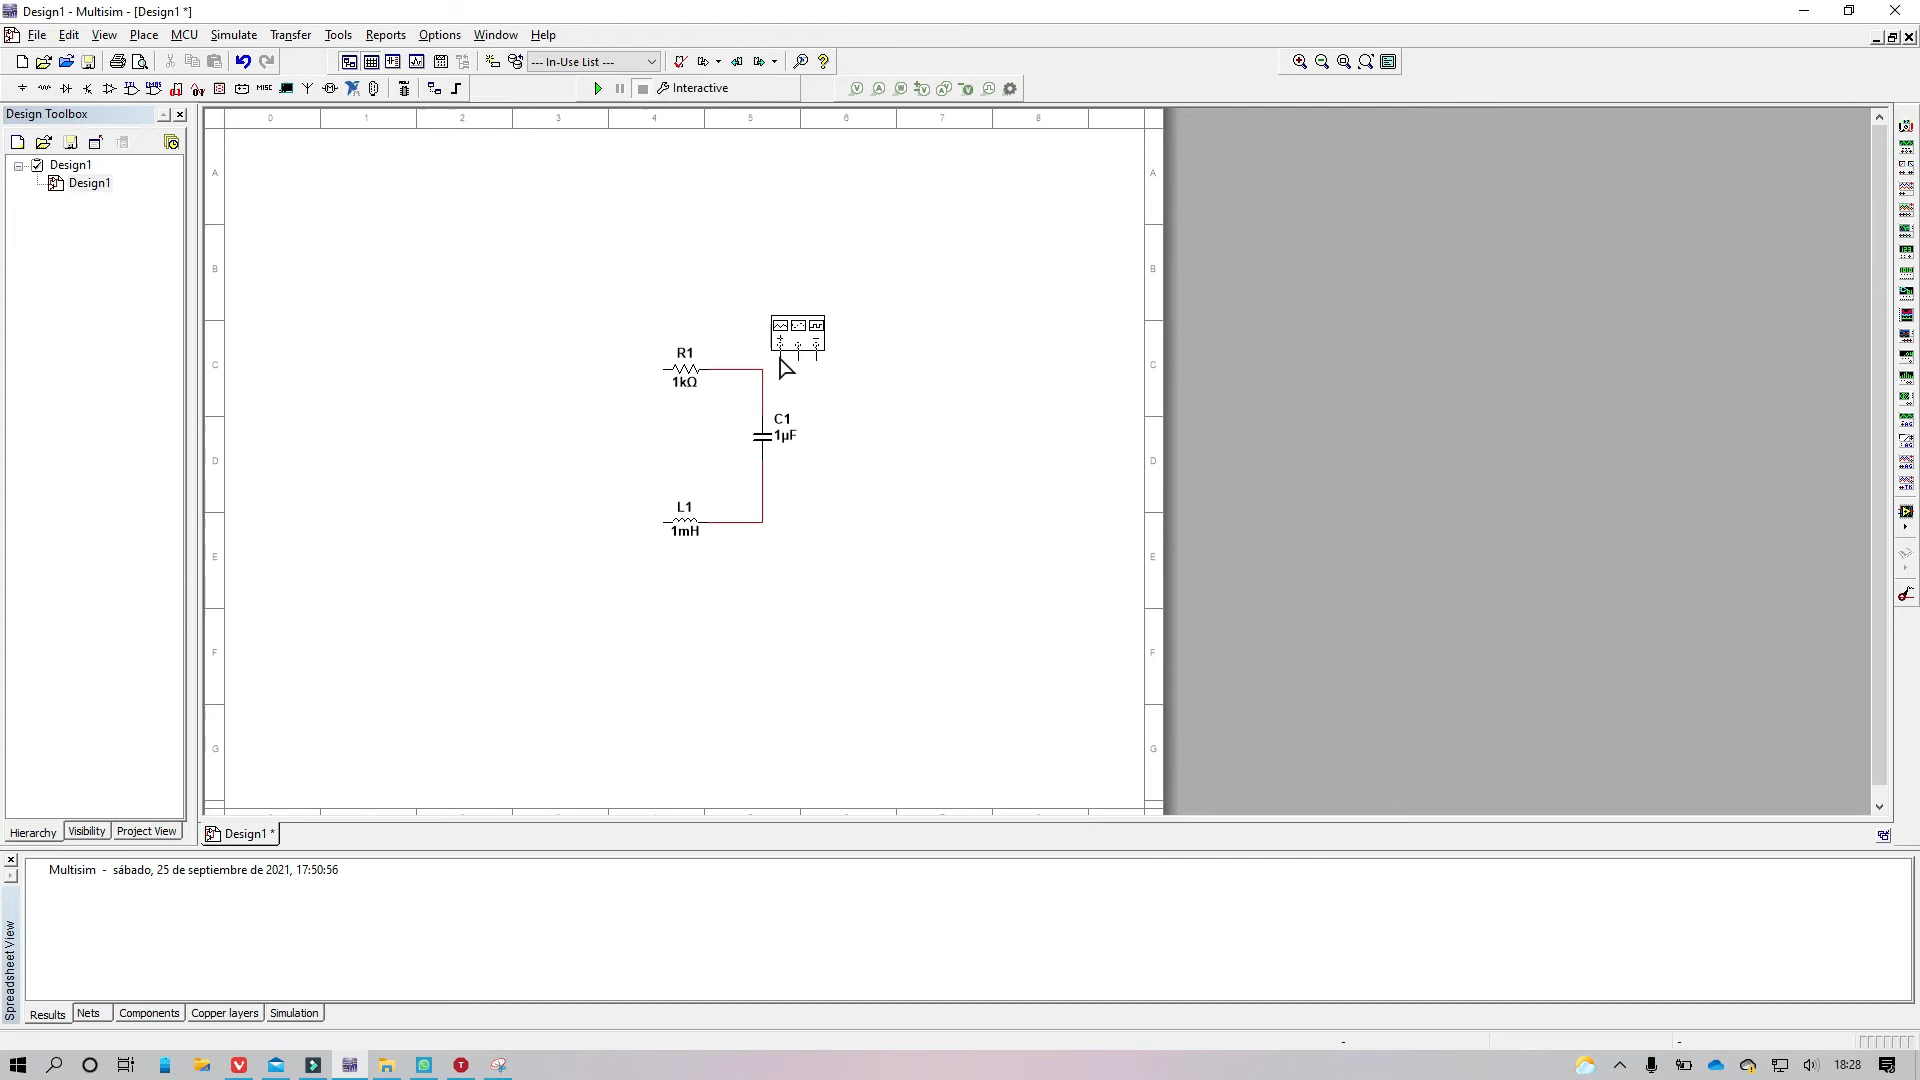 Design1 - Multisim - [Design1 *]
File Edit View Place MCU Simulate Transfer Tools Reports Options Window Help
--- In-Use List ---
MISC Interactive
Design Toolbox
Design1
Design1
0 1 2 3 4 5 6 7 8
A A
B B
C C
D D
E E
F F
G G
R1
1kΩ
C1
1µF
L1
1mH
Hierarchy Visibility Project View
Design1 *
Multisim - sábado, 25 de septiembre de 2021, 17:50:56
Spreadsheet View
Results Nets Components Copper layers Simulation
18:28